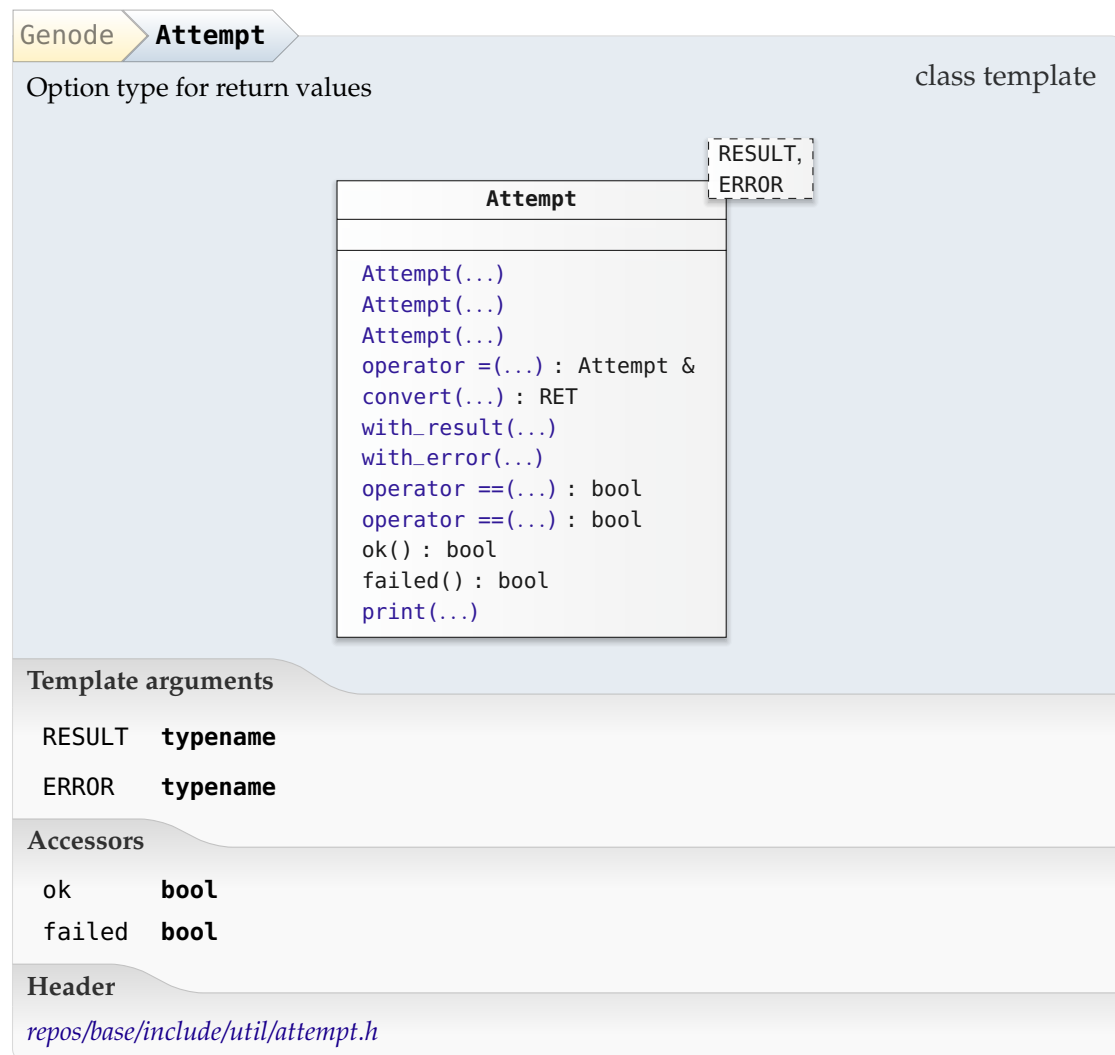 Genode Attempt
Option type for return values
class template
RESULT,
ERROR
Attempt
Attempt(...)
Attempt(...)
Attempt(...)
operator =(...) : Attempt &
convert(...) : RET
with_result(...)
with_error(...)
operator ==(...) : bool
operator ==(...) : bool
ok() : bool
failed() : bool
print(...)
Template arguments
RESULT typename
ERROR typename
Accessors
ok bool
failed bool
Header
repos/base/include/util/attempt.h